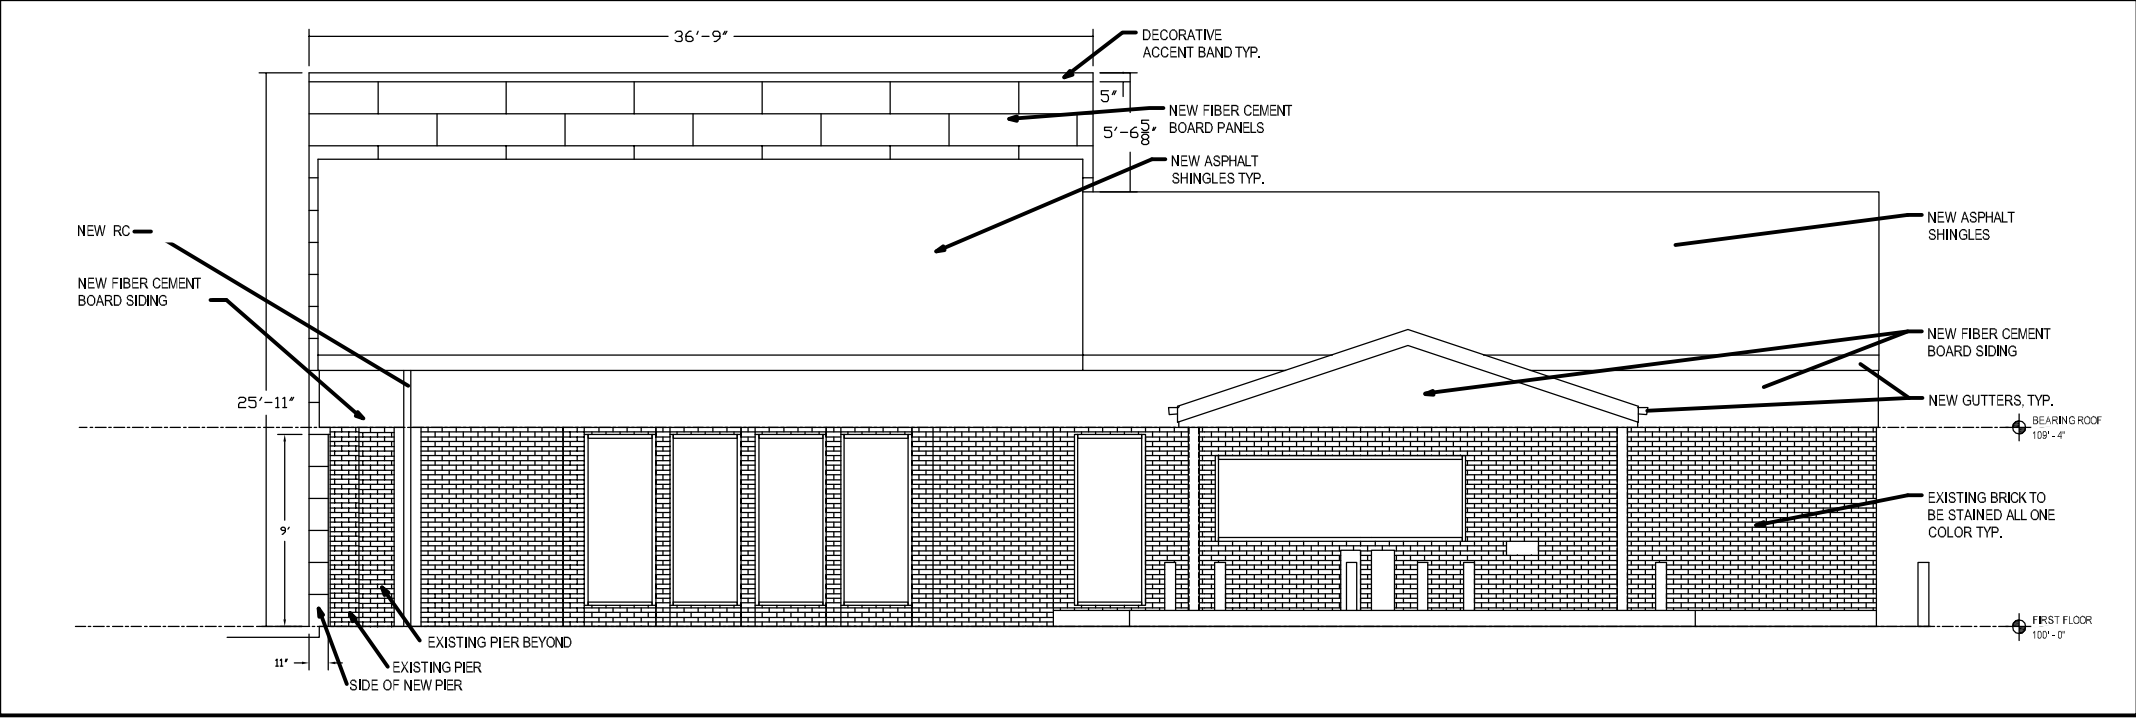 36'-9"
DECORATIVE
ACCENT BAND TYP.
5"
NEW FIBER CEMENT
BOARD PANELS
5'-6 5/8"
NEW ASPHALT
SHINGLES TYP.
NEW RC
NEW ASPHALT
SHINGLES
NEW FIBER CEMENT
BOARD SIDING
NEW FIBER CEMENT
BOARD SIDING
25'-11"
NEW GUTTERS, TYP.
BEARING ROOF
109' - 4"
EXISTING BRICK TO
BE STAINED ALL ONE
COLOR TYP.
9'
FIRST FLOOR
100' - 0"
EXISTING PIER BEYOND
11"
EXISTING PIER
SIDE OF NEW PIER